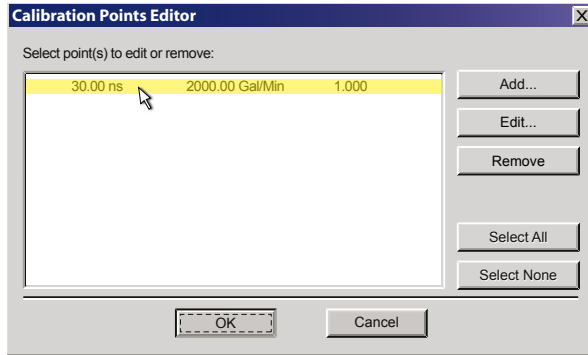 Calibration Points Editor X
Select point(s) to edit or remove:
30.00 ns 2000.00 Gal/Min 1.000
Add...
Edit...
Remove
Select All
Select None
OK Cancel